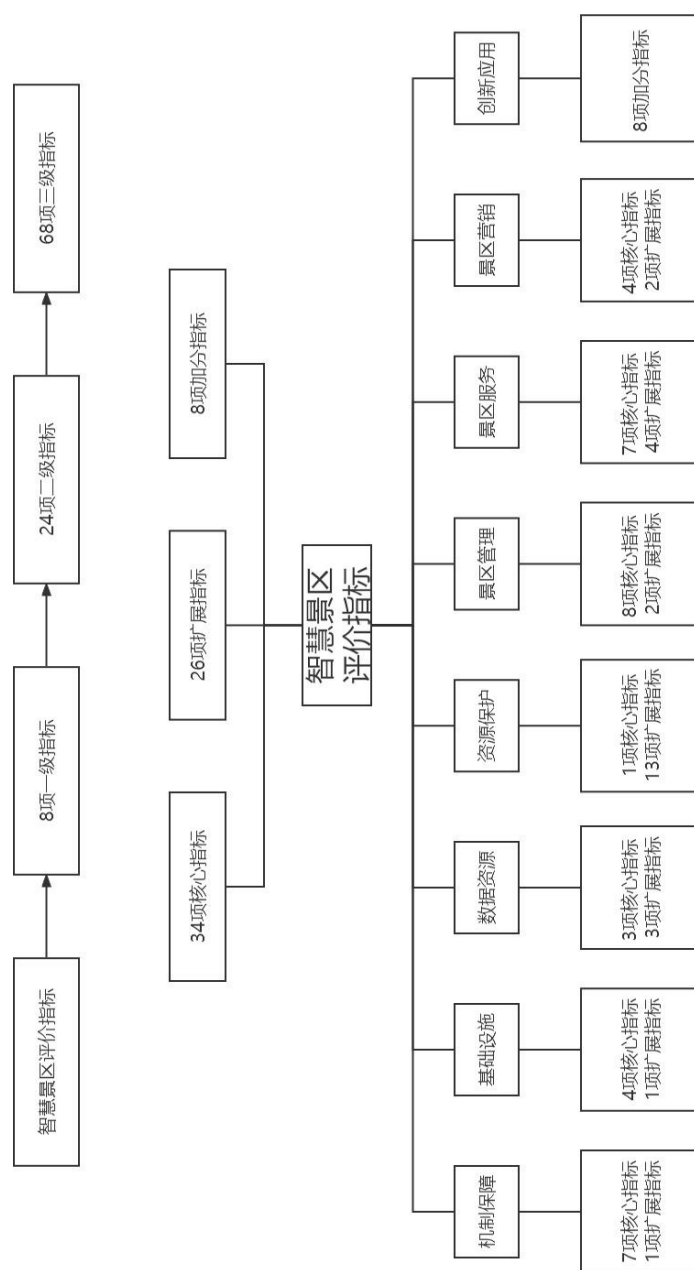 智慧景区评价指标
8项一级指标
24项二级指标
68项三级指标
34项核心指标
26项扩展指标
8项加分指标
智慧景区
评价指标
机制保障
基础设施
数据资源
资源保护
景区管理
景区服务
景区营销
创新应用
7项核心指标
1项扩展指标
4项核心指标
1项扩展指标
3项核心指标
3项扩展指标
1项核心指标
13项扩展指标
8项核心指标
2项扩展指标
7项核心指标
4项扩展指标
4项核心指标
2项扩展指标
8项加分指标